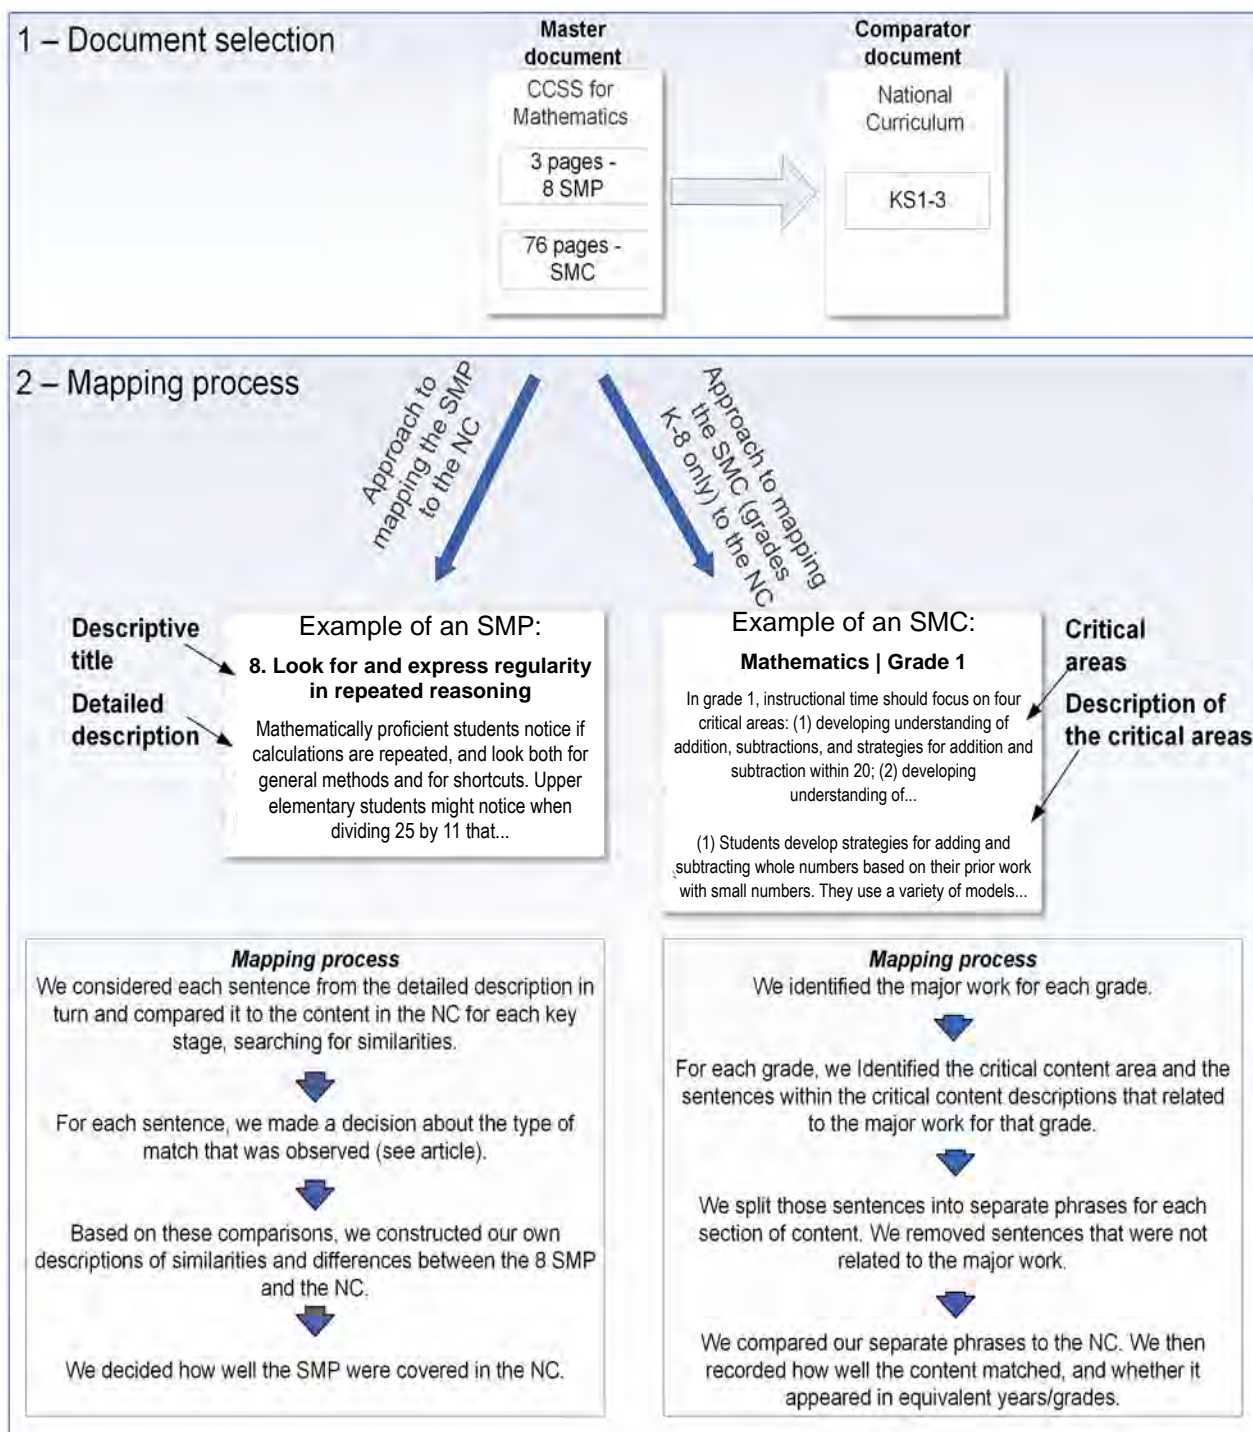 1 – Document selection
Master
document
CCSS for
Mathematics
3 pages -
8 SMP
76 pages -
SMC
Comparator
document
National
Curriculum
KS1-3
2 – Mapping process
Approach to
mapping the SMP
to the NC
Approach to mapping
the SMC (grades
K-8 only) to the NC
Descriptive
title
Detailed
description
Example of an SMP:
8. Look for and express regularity
in repeated reasoning
Mathematically proficient students notice if
calculations are repeated, and look both for
general methods and for shortcuts. Upper
elementary students might notice when
dividing 25 by 11 that...
Example of an SMC:
Mathematics | Grade 1
In grade 1, instructional time should focus on four
critical areas: (1) developing understanding of
addition, subtractions, and strategies for addition and
subtraction within 20; (2) developing
understanding of...
(1) Students develop strategies for adding and
subtracting whole numbers based on their prior work
with small numbers. They use a variety of models...
Critical
areas
Description of
the critical areas
Mapping process
We considered each sentence from the detailed description in
turn and compared it to the content in the NC for each key
stage, searching for similarities.
For each sentence, we made a decision about the type of
match that was observed (see article).
Based on these comparisons, we constructed our own
descriptions of similarities and differences between the 8 SMP
and the NC.
We decided how well the SMP were covered in the NC.
Mapping process
We identified the major work for each grade.
For each grade, we Identified the critical content area and the
sentences within the critical content descriptions that related
to the major work for that grade.
We split those sentences into separate phrases for each
section of content. We removed sentences that were not
related to the major work.
We compared our separate phrases to the NC. We then
recorded how well the content matched, and whether it
appeared in equivalent years/grades.